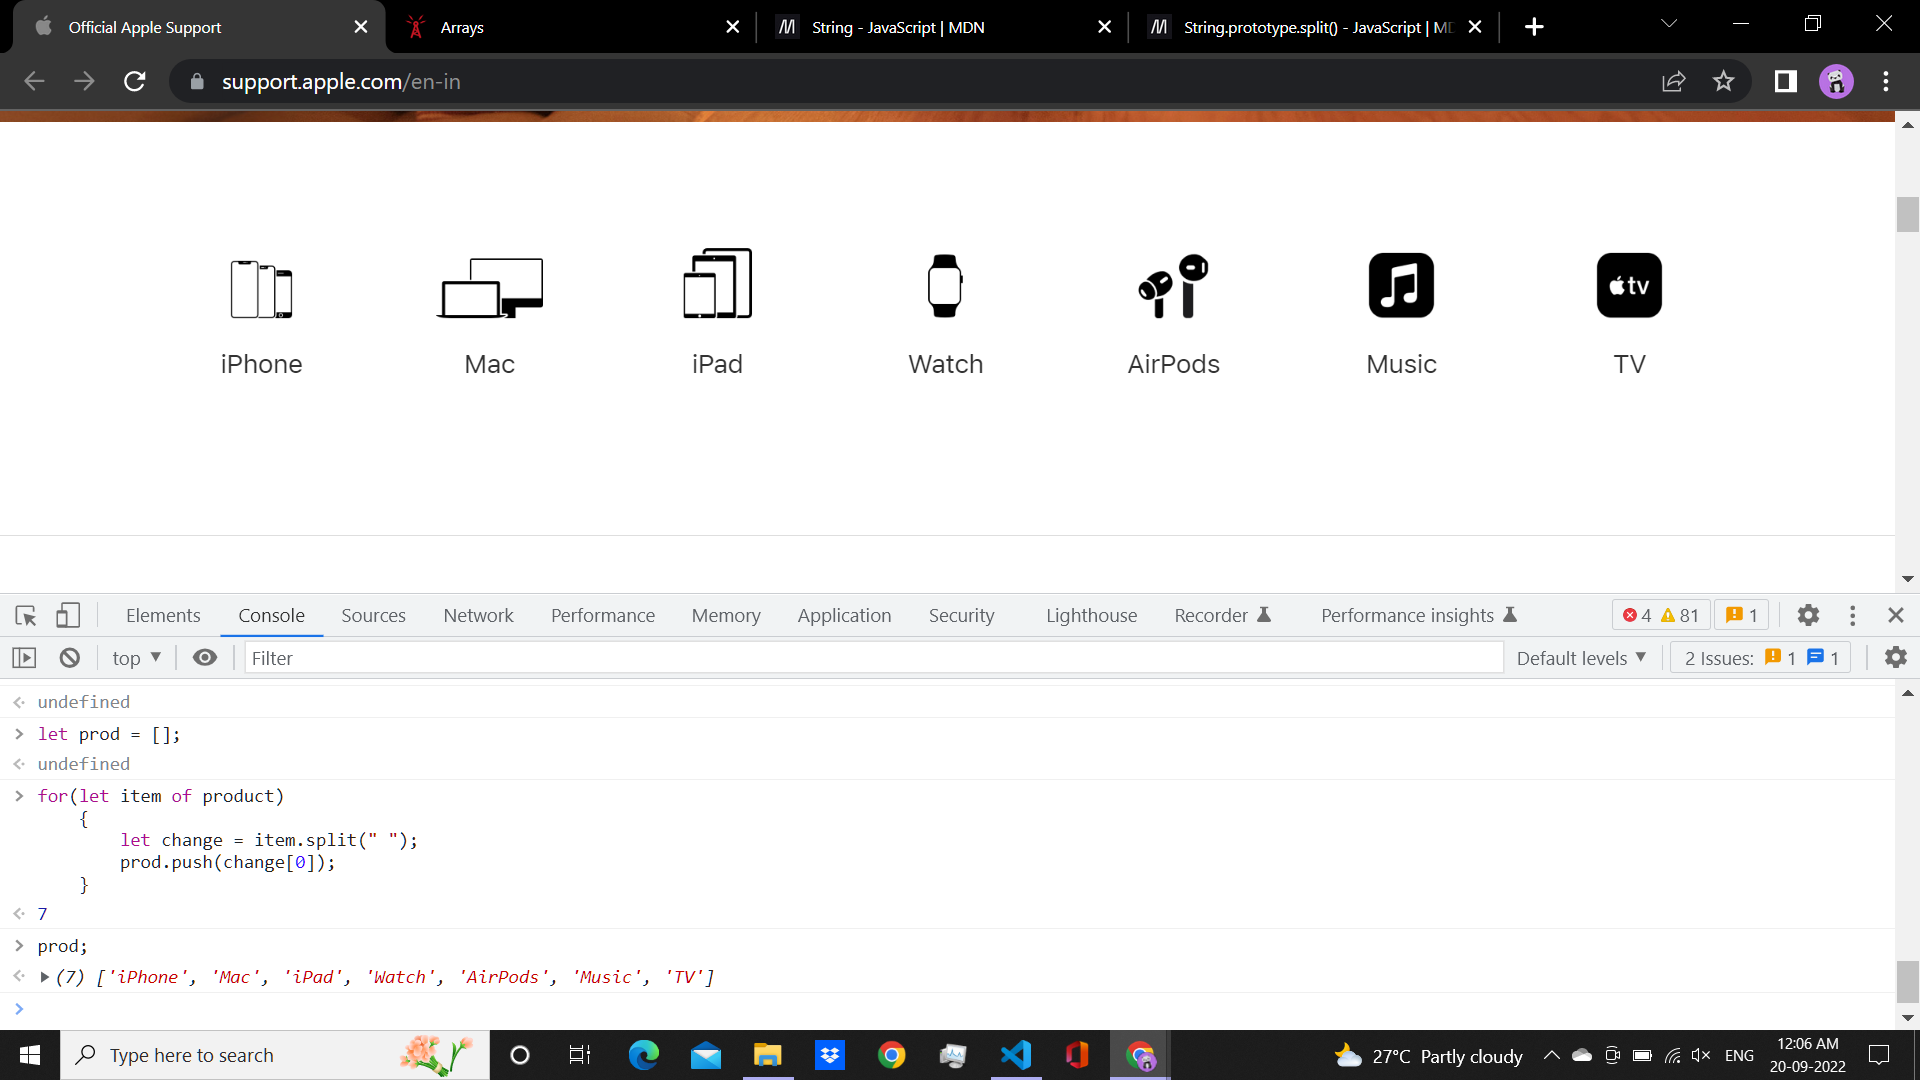 Official Apple Support
Arrays
String - JavaScript | MDN
String.prototype.split() - JavaScript | MD
support.apple.com/en-in
tv
iPhone
Mac
iPad
Watch
AirPods
Music
TV
Elements
Console
Sources
Network
Performance
Memory
Application
Security
Lighthouse
Recorder
Performance insights
4
81
1
top
Filter
Default levels
2 Issues:
1
1
undefined
let prod = [];
undefined
for(let item of product)
{
let change = item.split(" ");
prod.push(change[0]);
}
7
prod;
(7) ['iPhone', 'Mac', 'iPad', 'Watch', 'AirPods', 'Music', 'TV']
Type here to search
27°C Partly cloudy
ENG
12:06 AM
20-09-2022